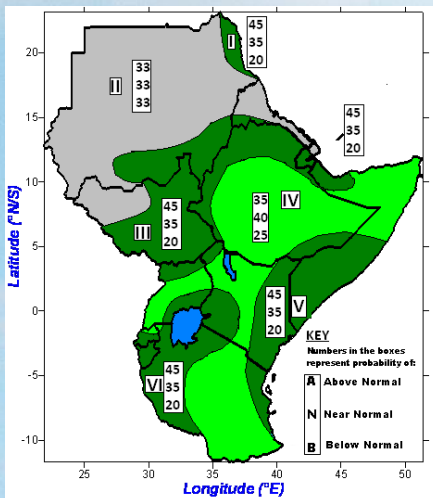 20
15
10
5
0
-5
-10
Latitude (°N/S)
25
30
35
40
45
50
Longitude (°E)
I
45
35
20
II
33
33
33
45
35
20
III
45
35
20
IV
35
40
25
V
45
35
20
VI
45
35
20
KEY
Numbers in the boxes
represent probability of:
A Above Normal
N Near Normal
B Below Normal